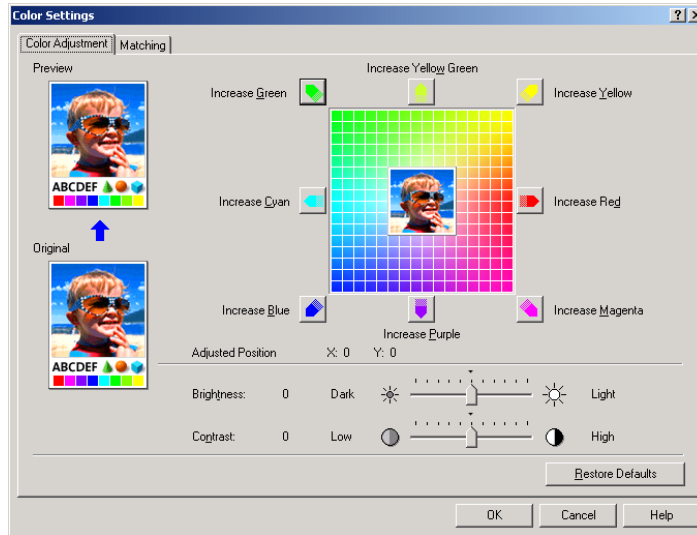 Color Settings
Color Adjustment Matching
Preview
Increase Yellow Green
Increase Green
Increase Yellow
ABCDEF
Increase Cyan
Increase Red
Original
Increase Blue
Increase Magenta
Increase Purple
ABCDEF
Adjusted Position X: 0 Y: 0
Brightness: 0 Dark Light
Contrast: 0 Low High
Restore Defaults
OK Cancel Help